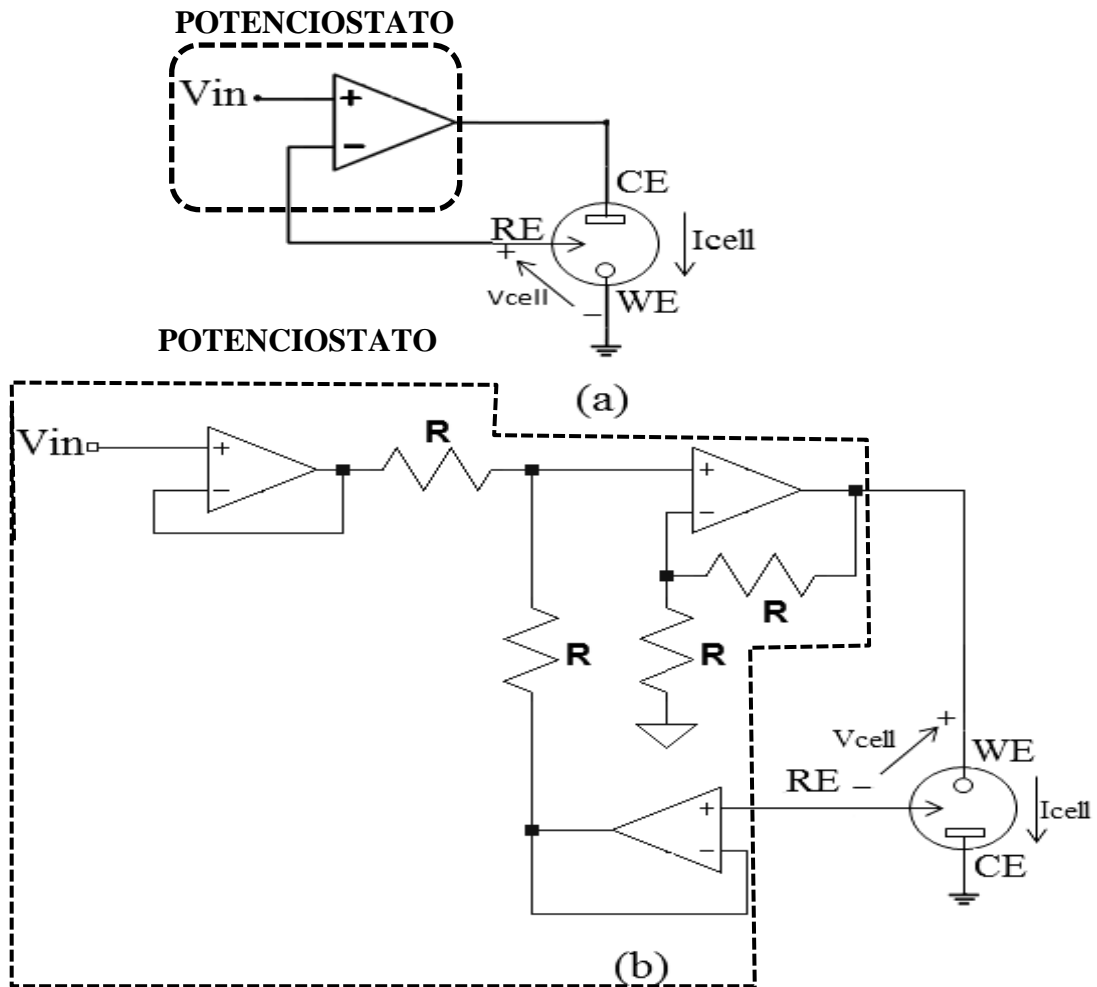 POTENCIOSTATO
Vin
+
−
CE
RE
+
Icell
Vcell
−
WE
POTENCIOSTATO
(a)
Vin
+
−
R
+
−
R
R
R
Vcell
+
WE
RE
−
+
−
Icell
CE
(b)